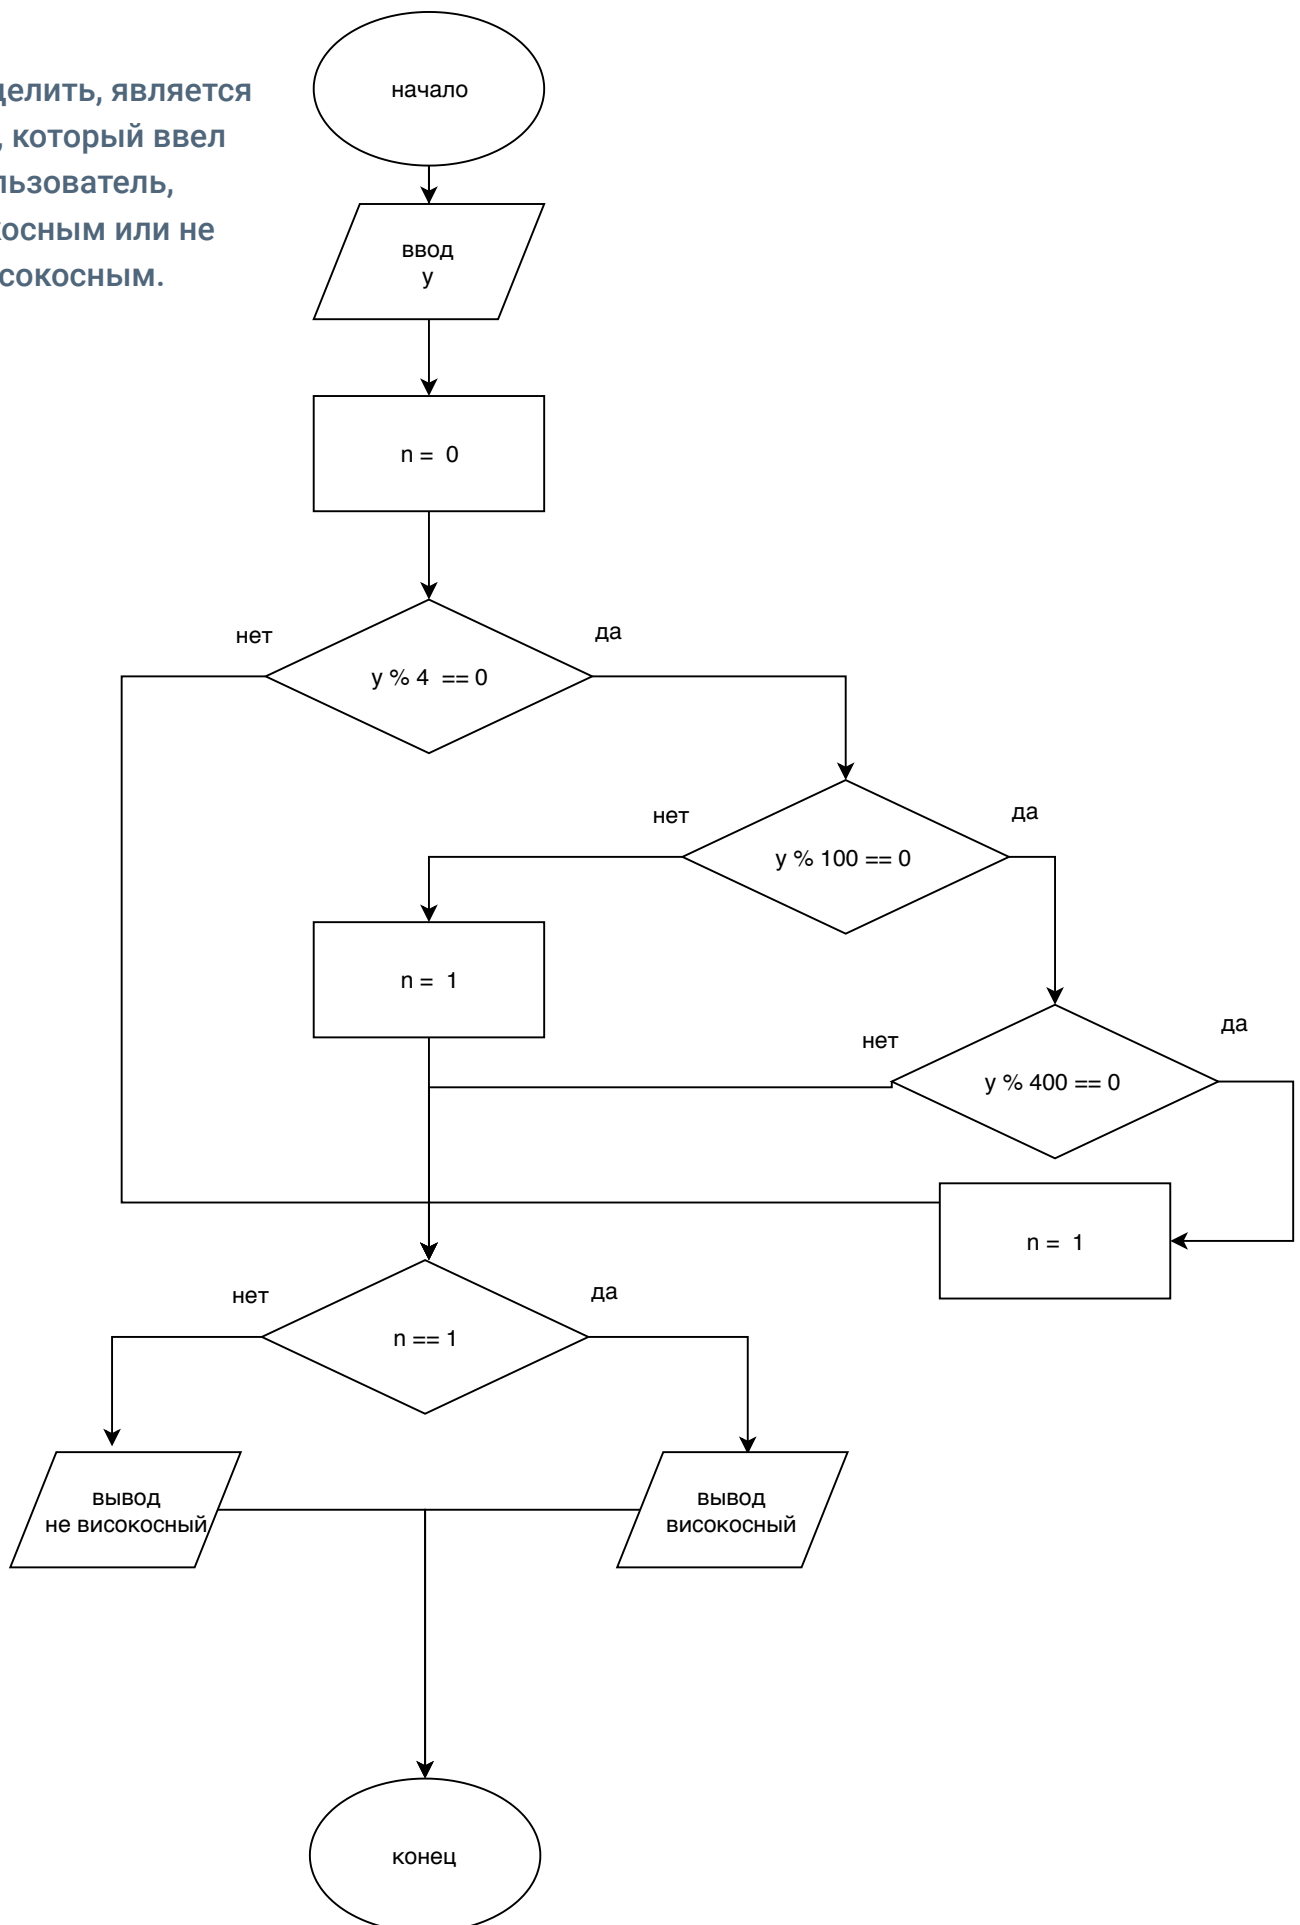 делить, является
, который ввел
льзователь,
косным или не
сокосным.
начало
ввод
y
n = 0
нет
да
y % 4 == 0
нет
да
y % 100 == 0
n = 1
нет
да
y % 400 == 0
n = 1
нет
да
n == 1
вывод
не високосный
вывод
високосный
конец